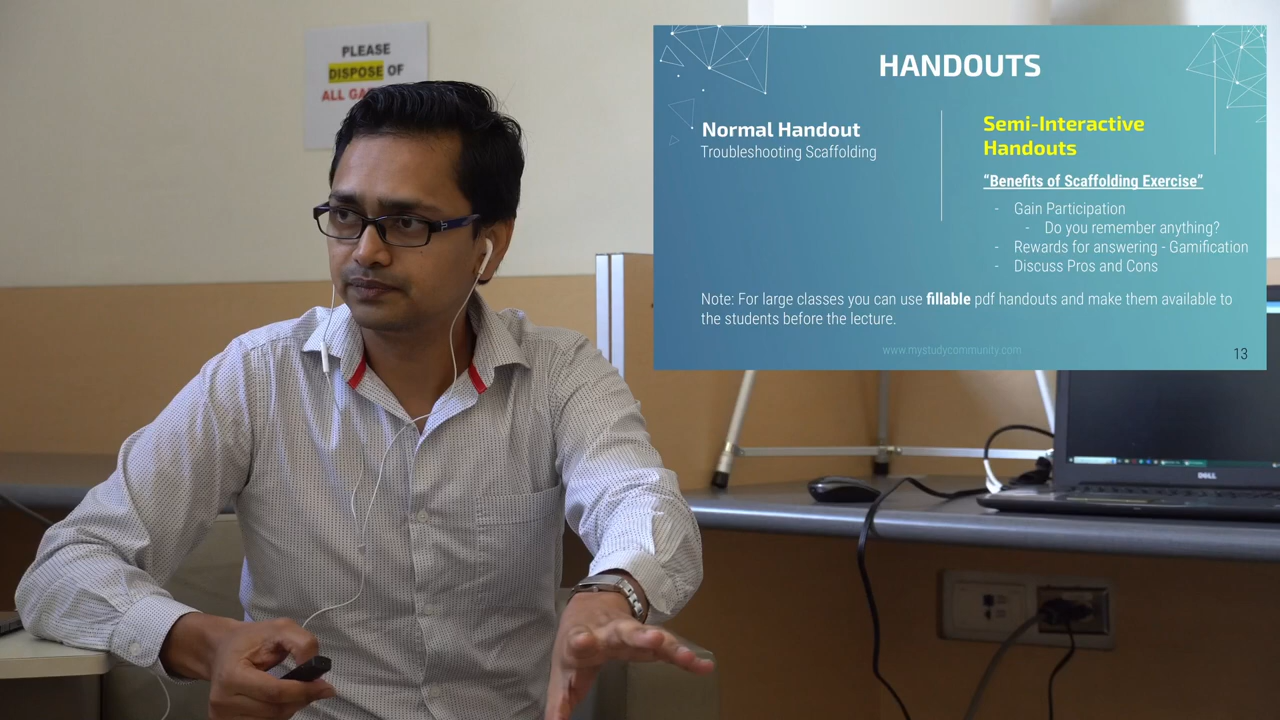 PLEASE
DISPOSE OF
ALL
HANDOUTS
Normal Handout
Troubleshooting Scaffolding
Semi-Interactive
Handouts
“Benefits of Scaffolding Exercise”
- Gain Participation
- Do you remember anything?
- Rewards for answering - Gamification
- Discuss Pros and Cons
Note: For large classes you can use fillable pdf handouts and make them available to
the students before the lecture.
www.mystudycommunity.com
13
DELL